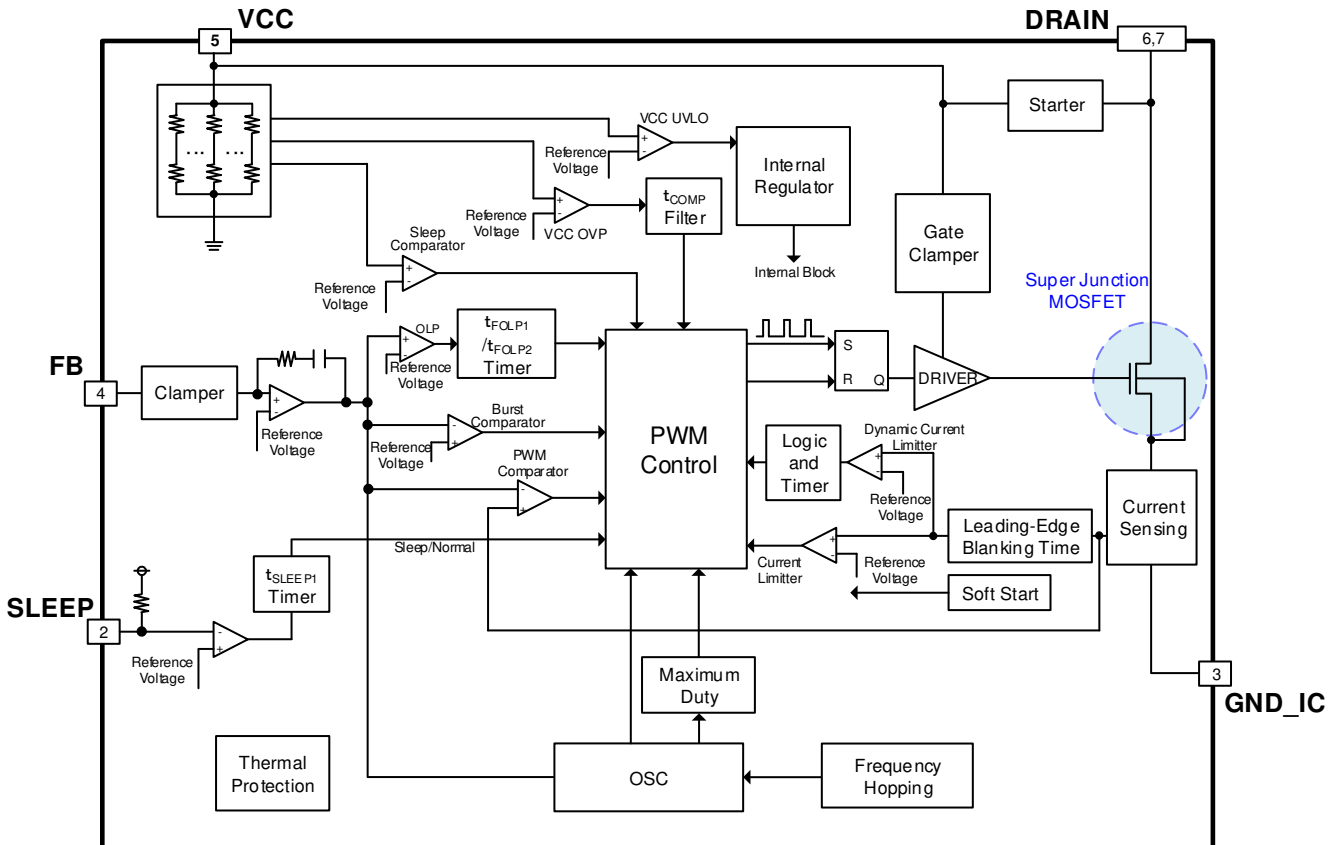 VCC
DRAIN
5
6,7
Starter
VCC UVLO
+
-
Reference
Voltage
Internal
Regulator
...
...
tCOMP
Filter
+
-
Reference
Voltage
VCC OVP
Gate
Clamper
Sleep
Comparator
+
-
Reference
Voltage
Internal Block
Super Junction
MOSFET
OLP
+
-
Reference
Voltage
tFOLP1
/tFOLP2
Timer
S
R
Q
DRIVER
FB
4
Clamper
+
-
Reference
Voltage
Burst
Comparator
-
+
Reference
Voltage
PWM
Control
PWM
Comparator
-
+
Logic
and
Timer
Dynamic Current
Limitter
+
-
Reference
Voltage
Current
Sensing
Leading-Edge
Blanking Time
Sleep/Normal
Current
Limitter
+
-
Reference
Voltage
Soft Start
tSLEEP1
Timer
SLEEP
2
-
+
Reference
Voltage
Maximum
Duty
3
GND_IC
Thermal
Protection
OSC
Frequency
Hopping